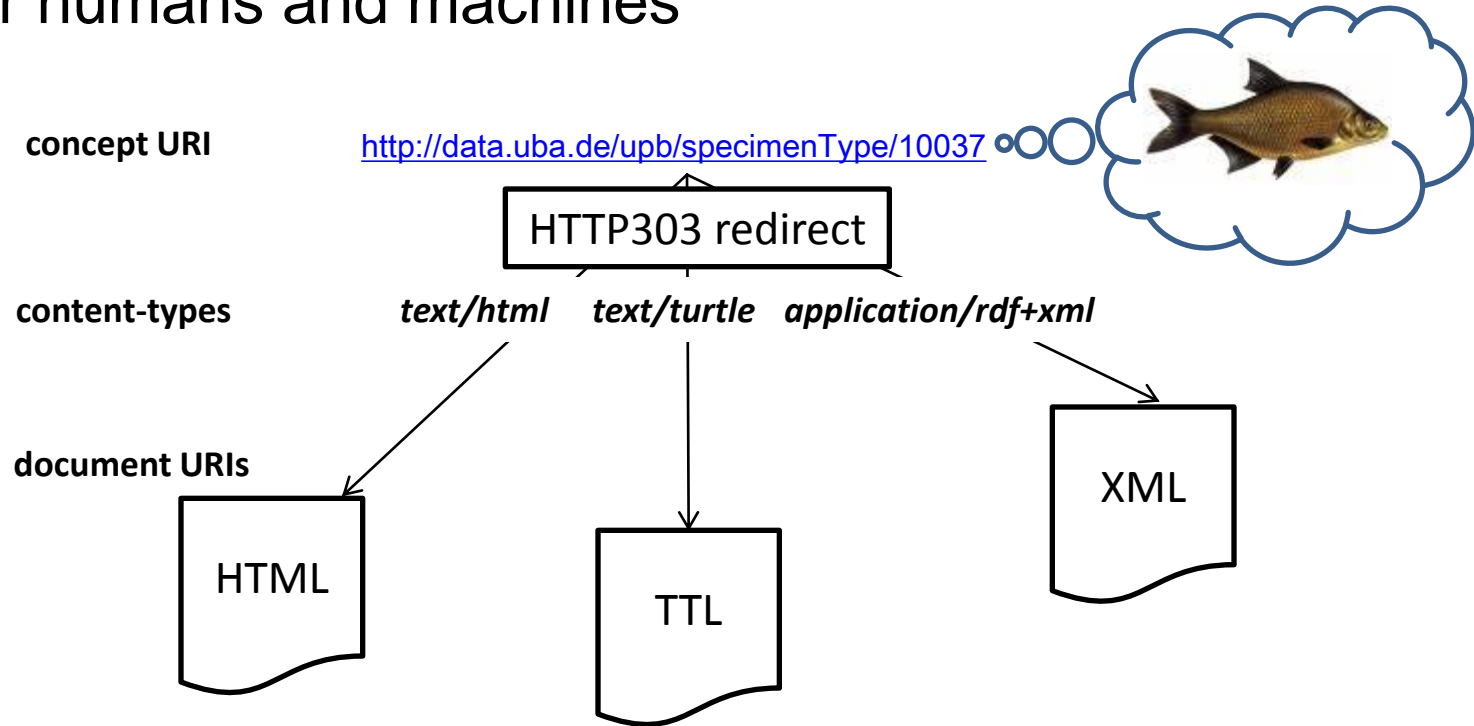 humans and machines
concept URI http://data.uba.de/upb/specimenType/10037
HTTP303 redirect
content-types text/html text/turtle application/rdf+xml
document URIs
XML
HTML
TTL